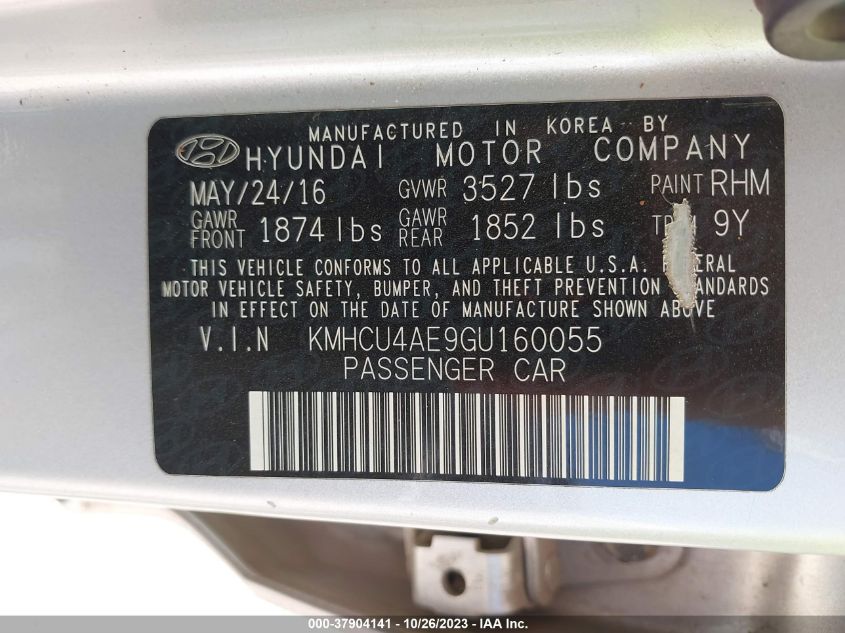 MANUFACTURED IN KOREA BY
HYUNDAI MOTOR COMPANY
MAY/24/16 GVWR 3527 lbs PAINT RHM
GAWR FRONT 1874 lbs GAWR REAR 1852 lbs 9Y
THIS VEHICLE CONFORMS TO ALL APPLICABLE U.S.A.
MOTOR VEHICLE SAFETY, BUMPER, AND THEFT PREVENTION
IN EFFECT ON THE DATE OF MANUFACTURE SHOWN ABOVE
V.I.N KMHCU4AE9GU160055
PASSENGER CAR
000-37904141 - 10/26/2023 - IAA Inc.